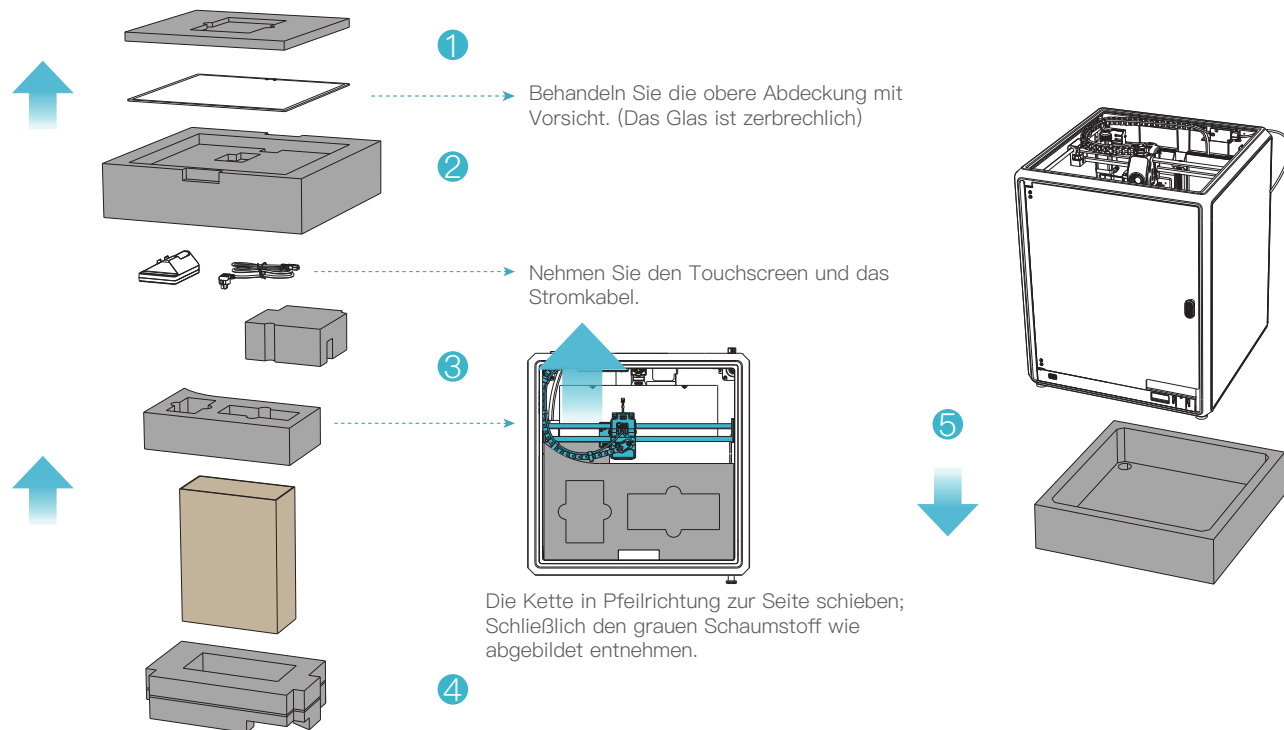 1
Behandeln Sie die obere Abdeckung mit
Vorsicht. (Das Glas ist zerbrechlich)
2
Nehmen Sie den Touchscreen und das
Stromkabel.
3
Die Kette in Pfeilrichtung zur Seite schieben;
Schließlich den grauen Schaumstoff wie
abgebildet entnehmen.
4
5